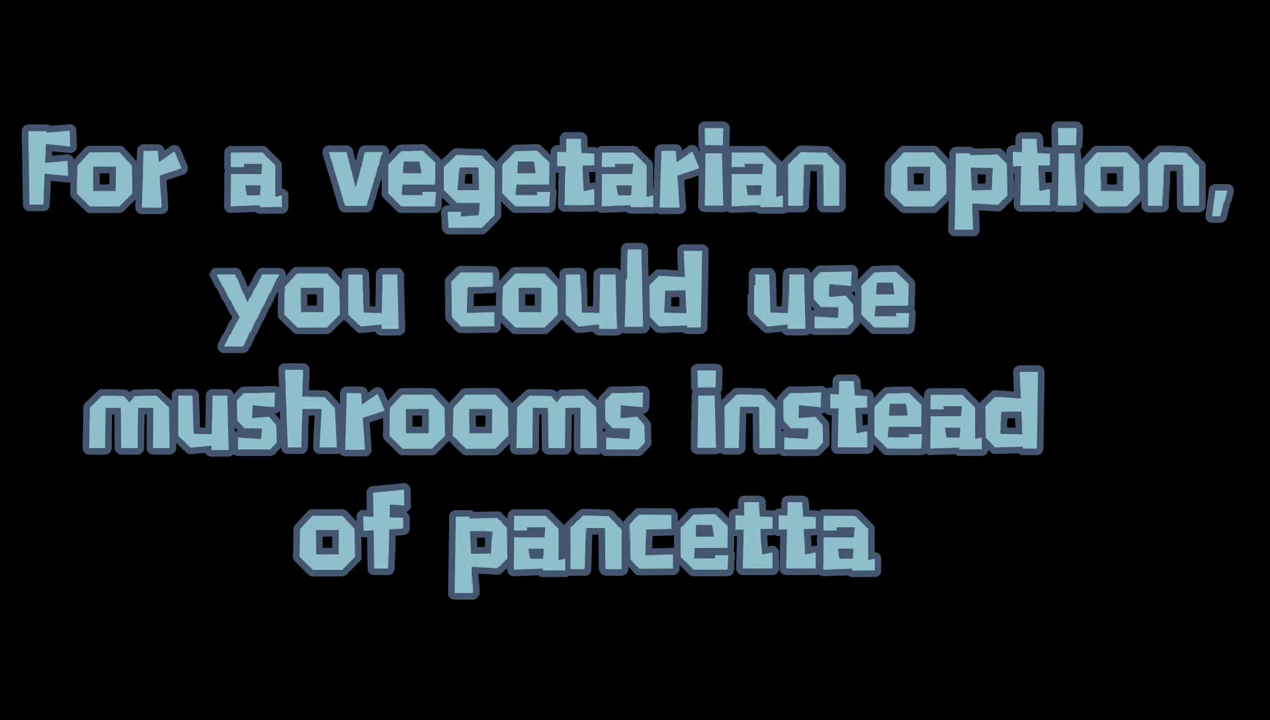 For a vegetarian option,
you could use
mushrooms instead
of pancetta